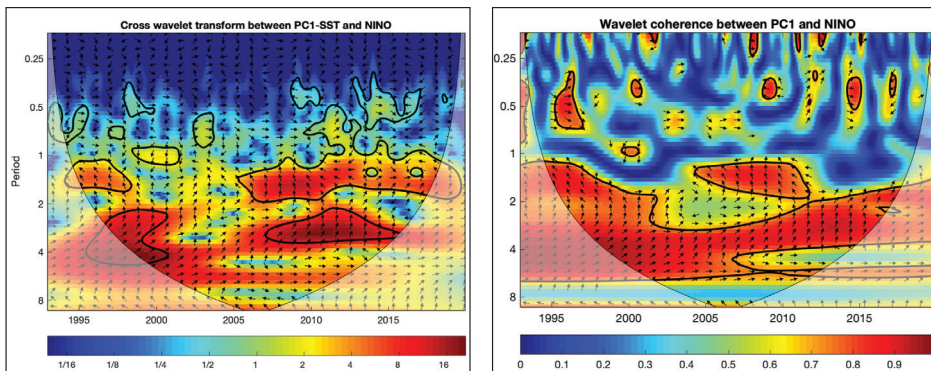 Cross wavelet transform between PC1-SST and NINO
Period
0.25
0.5
1
2
4
8
1995 2000 2005 2010 2015
1/16 1/8 1/4 1/2 1 2 4 8 16
Wavelet coherence between PC1 and NINO
0.25
0.5
1
2
4
8
1995 2000 2005 2010 2015
0 0.1 0.2 0.3 0.4 0.5 0.6 0.7 0.8 0.9